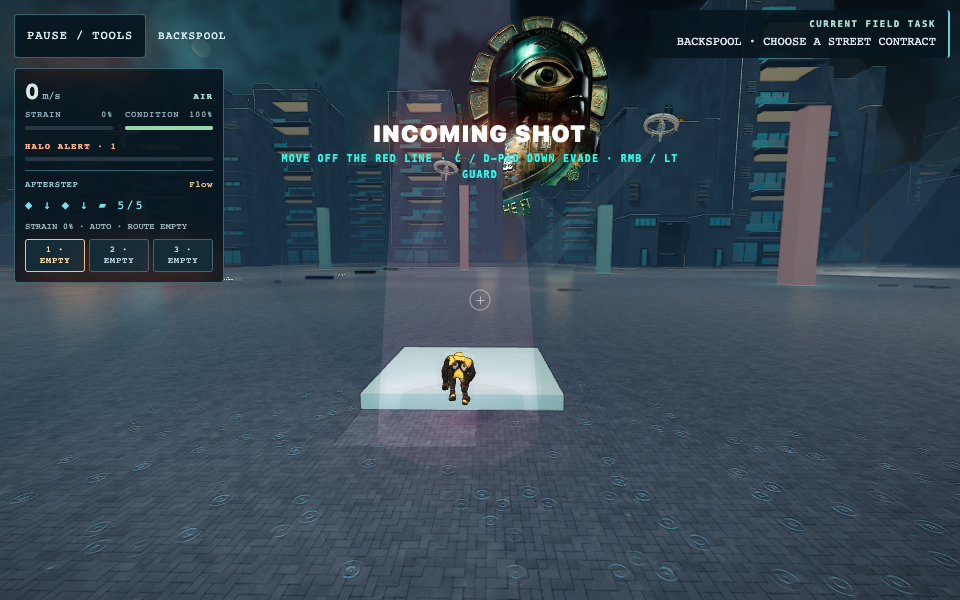 PAUSE / TOOLS
BACKSPOOL
CURRENT FIELD TASK
BACKSPOOL · CHOOSE A STREET CONTRACT
0 m/s
AIR
STRAIN 0%
CONDITION 100%
HALO ALERT · 1
AFTERSTEP
Flow
◆ ↓ ◆ ↓ ▰ 5/5
STRAIN 0% · AUTO · ROUTE EMPTY
1 ·
EMPTY
2 ·
EMPTY
3 ·
EMPTY
INCOMING SHOT
MOVE OFF THE RED LINE · C / D-PAD DOWN EVADE · RMB / LT
GUARD